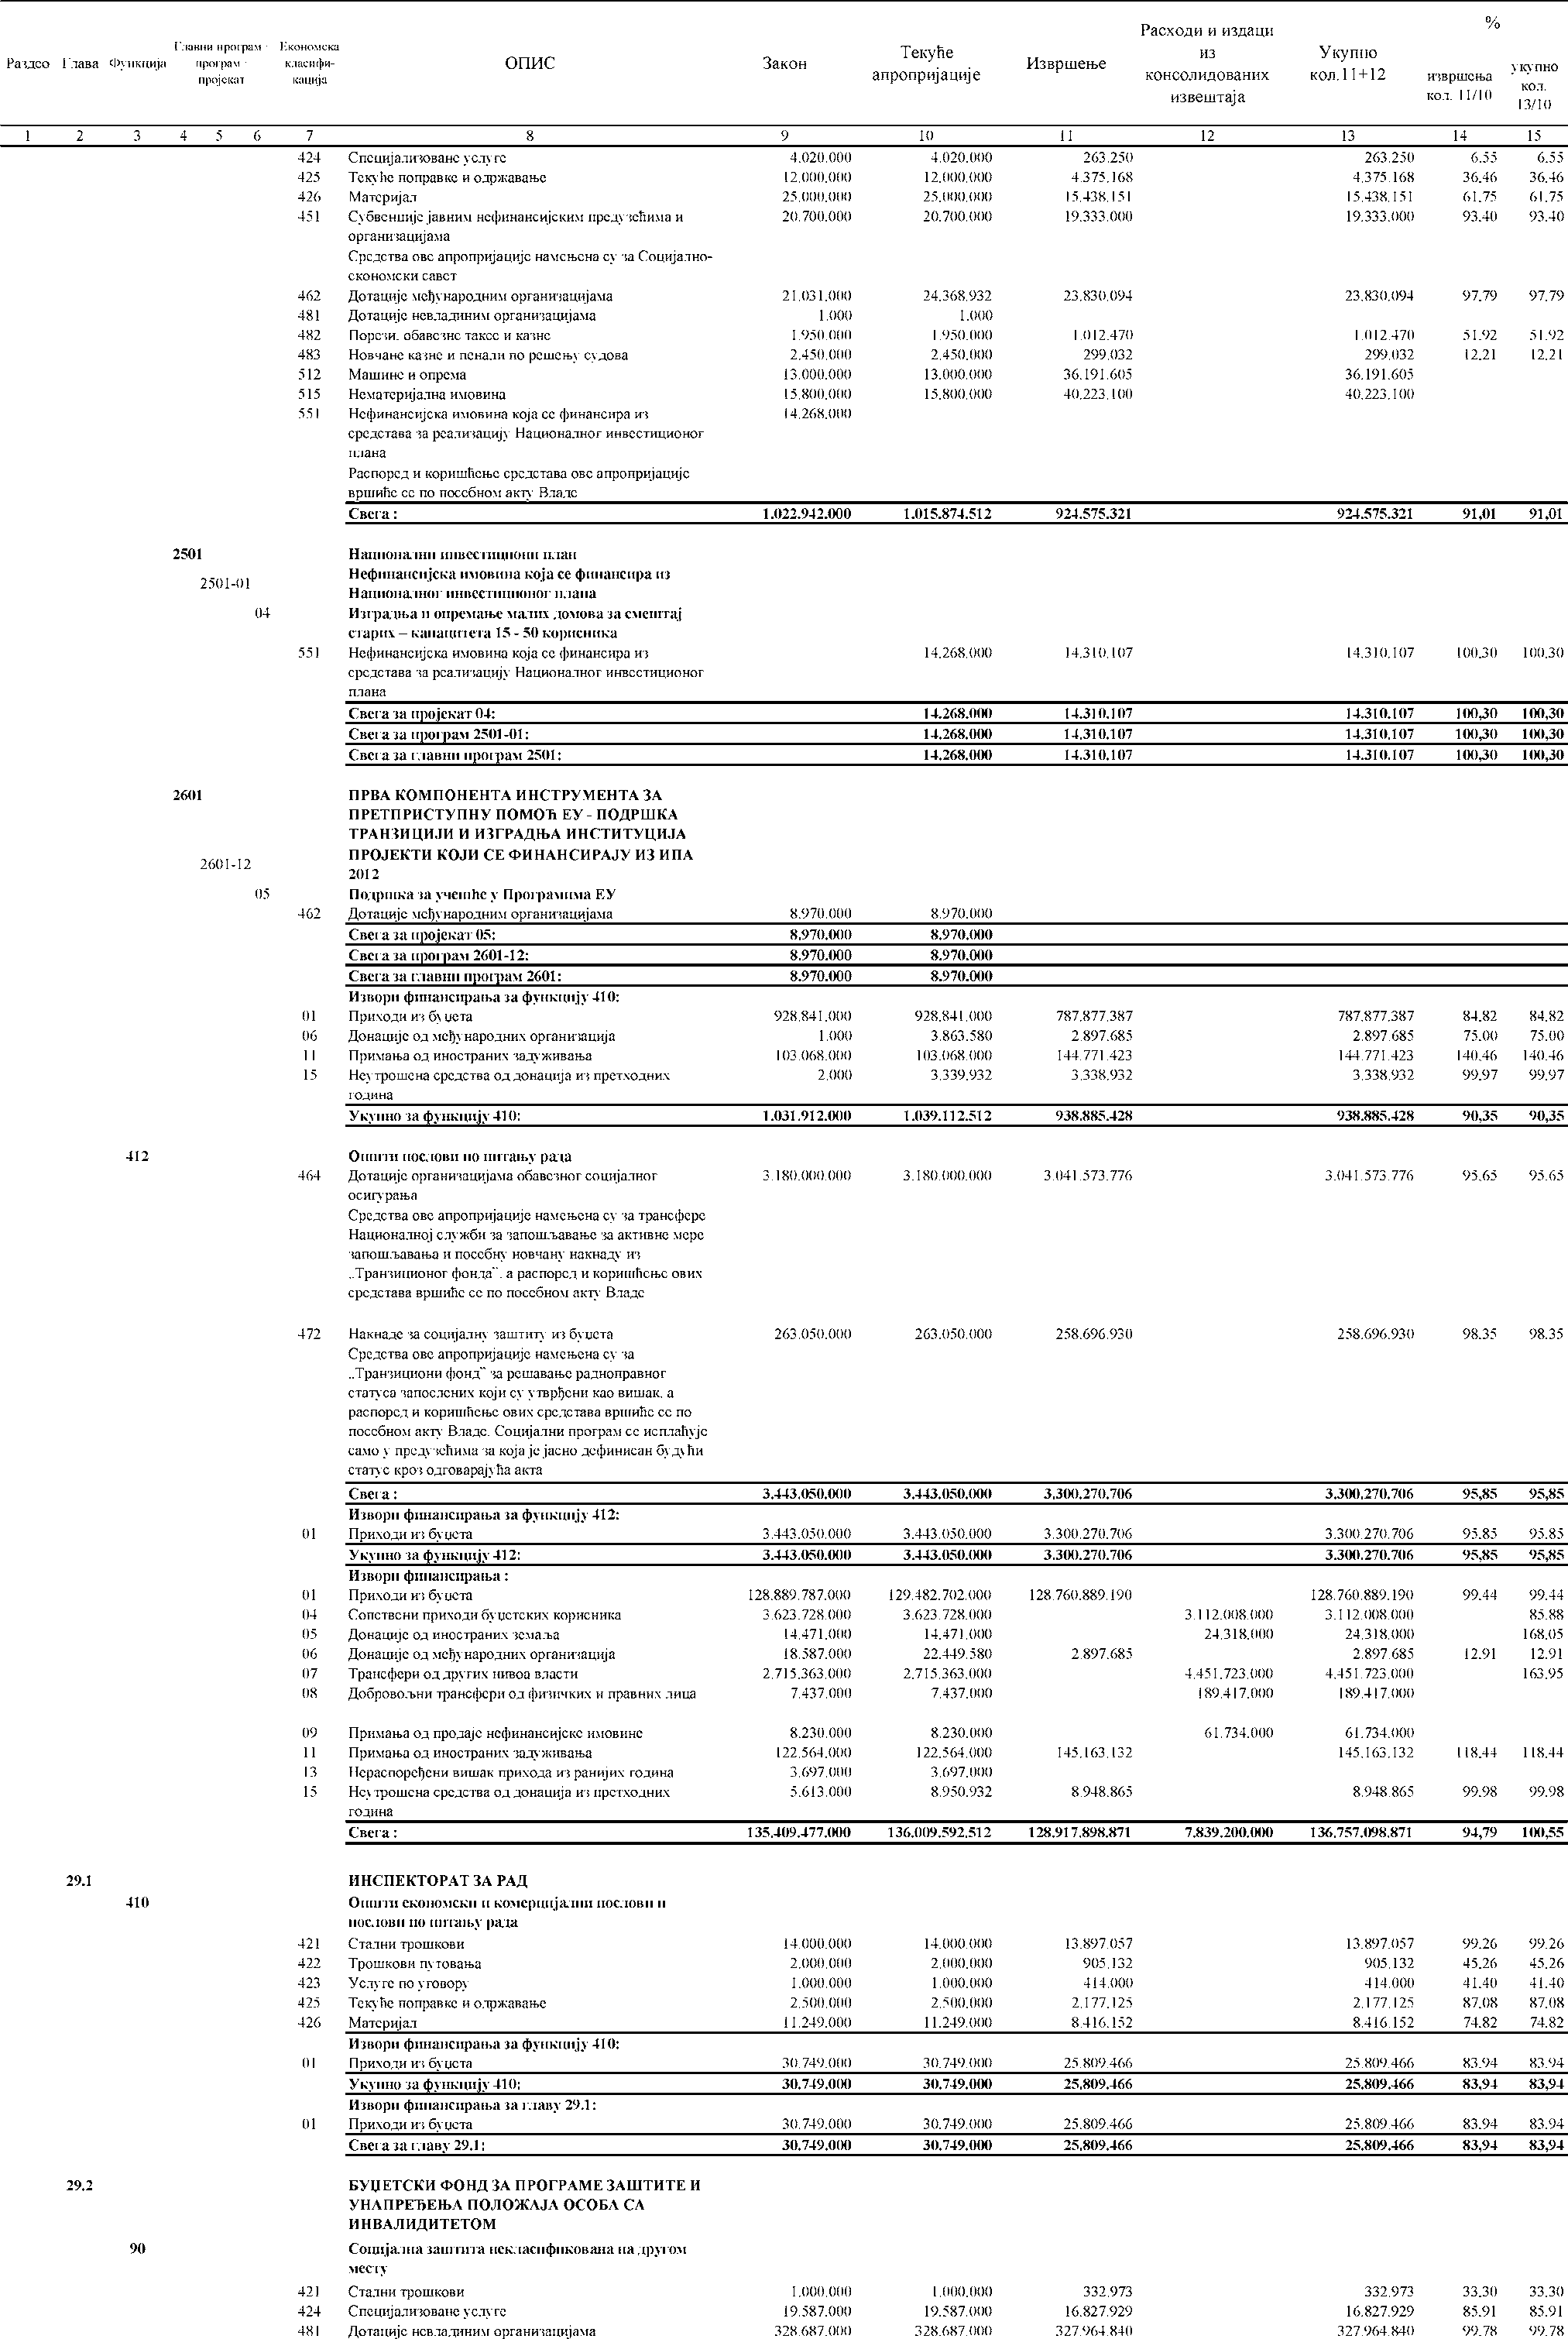 Раздео Глава Функција Главни програм - програм - пројекат Економска класифи-кација ОПИС Закон Текуће апропријације Извршење Расходи и издаци из консолидованих извештаја Укупно кол.11+12 % извршења кол. 11/10 укупно кол. 13/10
1 2 3 4 5 6 7 8 9 10 11 12 13 14 15
424 Специјализоване услуге 4.020.000 4.020.000 263.250 263.250 6,55 6,55
425 Текуће поправке и одржавање 12.000.000 12.000.000 4.375.168 4.375.168 36,46 36,46
426 Материјал 25.000.000 25.000.000 15.438.151 15.438.151 61,75 61,75
451 Субвенције јавним нефинансијским предузећима и 20.700.000 20.700.000 19.333.000 19.333.000 93,40 93,40
организацијама
Средства ове апропријације намењена су за Социјално-
економски савет
462 Дотације међународним организацијама 21.031.000 24.368.932 23.830.094 23.830.094 97,79 97,79
481 Дотације невладиним организацијама 1.000 1.000
482 Порези, обавезне таксе и казне 1.950.000 1.950.000 1.012.470 1.012.470 51,92 51,92
483 Новчане казне и пенали по решењу судова 2.450.000 2.450.000 299.032 299.032 12,21 12,21
512 Машине и опрема 13.000.000 13.000.000 36.191.605 36.191.605
515 Нематеријална имовина 15.800.000 15.800.000 40.223.100 40.223.100
551 Нефинансијска имовина која се финансира из 14.268.000
средстава за реализацију Националног инвестиционог
плана
Распоред и коришћење средстава ове апропријације
вршиће се по посебном акту Владе
Свега : 1.022.942.000 1.015.874.512 924.575.321 924.575.321 91,01 91,01
2501 Национални инвестициони план
2501-01 Нефинансијска имовина која се финансира из
Националног инвестиционог плана
04 Изградња и опремање малих домова за смештај
старих – капацитета 15 - 50 корисника
551 Нефинансијска имовина која се финансира из 14.268.000 14.310.107 14.310.107 100,30 100,30
средстава за реализацију Националног инвестиционог
плана
Свега за пројекат 04: 14.268.000 14.310.107 14.310.107 100,30 100,30
Свега за програм 2501-01: 14.268.000 14.310.107 14.310.107 100,30 100,30
Свега за главни програм 2501: 14.268.000 14.310.107 14.310.107 100,30 100,30
2601 ПРВА КОМПОНЕНТА ИНСТРУМЕНТА ЗА
ПРЕТПРИСТУПНУ ПОМОЋ ЕУ - ПОДРШКА
ТРАНЗИЦИЈИ И ИЗГРАДЊА ИНСТИТУЦИЈА
2601-12 ПРОЈЕКТИ КОЈИ СЕ ФИНАНСИРАЈУ ИЗ ИПА
2012
05 Подршка за учешће у Програмима ЕУ
462 Дотације међународним организацијама 8.970.000 8.970.000
Свега за пројекат 05: 8.970.000 8.970.000
Свега за програм 2601-12: 8.970.000 8.970.000
Свега за главни програм 2601: 8.970.000 8.970.000
Извори финансирања за функцију 410:
01 Приходи из буџета 928.841.000 928.841.000 787.877.387 787.877.387 84,82 84,82
06 Донације од међународних организација 1.000 3.863.580 2.897.685 2.897.685 75,00 75,00
11 Примања од иностраних задуживања 103.068.000 103.068.000 144.771.423 144.771.423 140,46 140,46
15 Неутрошена средства од донација из претходних 2.000 3.339.932 3.338.932 3.338.932 99,97 99,97
година
Укупно за функцију 410: 1.031.912.000 1.039.112.512 938.885.428 938.885.428 90,35 90,35
412 Општи послови по питању рада
464 Дотације организацијама обавезног социјалног 3.180.000.000 3.180.000.000 3.041.573.776 3.041.573.776 95,65 95,65
осигурања
Средства ове апропријације намењена су за трансфере
Националној служби за запошљавање за активне мере
запошљавања и посебну новчану накнаду из
„Транзиционог фонда”, а распоред и коришћење ових
средстава вршиће се по посебном акту Владе
472 Накнаде за социјалну заштиту из буџета 263.050.000 263.050.000 258.696.930 258.696.930 98,35 98,35
Средства ове апропријације намењена су за
„Транзициони фонд” за решавање радноправног
статуса запослених који су утврђени као вишак, а
распоред и коришћење ових средстава вршиће се по
посебном акту Владе. Социјални програм се исплаћује
само у предузећима за која је јасно дефинисан будући
статус кроз одговарајућа акта
Свега : 3.443.050.000 3.443.050.000 3.300.270.706 3.300.270.706 95,85 95,85
Извори финансирања за функцију 412:
01 Приходи из буџета 3.443.050.000 3.443.050.000 3.300.270.706 3.300.270.706 95,85 95,85
Укупно за функцију 412: 3.443.050.000 3.443.050.000 3.300.270.706 3.300.270.706 95,85 95,85
Извори финансирања :
01 Приходи из буџета 128.889.787.000 129.482.702.000 128.760.889.190 128.760.889.190 99,44 99,44
04 Сопствени приходи буџетских корисника 3.623.728.000 3.623.728.000 3.112.008.000 3.112.008.000 85,88
05 Донације од иностраних земаља 14.471.000 14.471.000 24.318.000 24.318.000 168,05
06 Донације од међународних организација 18.587.000 22.449.580 2.897.685 2.897.685 12,91 12,91
07 Трансфери од других нивоа власти 2.715.363.000 2.715.363.000 4.451.723.000 4.451.723.000 163,95
08 Добровољни трансфери од физичких и правних лица 7.437.000 7.437.000 189.417.000 189.417.000
09 Примања од продаје нефинансијске имовине 8.230.000 8.230.000 61.734.000 61.734.000
11 Примања од иностраних задуживања 122.564.000 122.564.000 145.163.132 145.163.132 118,44 118,44
13 Нераспоређени вишак прихода из ранијих година 3.697.000 3.697.000
15 Неутрошена средства од донација из претходних 5.613.000 8.950.932 8.948.865 8.948.865 99,98 99,98
година
Свега : 135.409.477.000 136.009.592.512 128.917.898.871 7.839.200.000 136.757.098.871 94,79 100,55
29.1 ИНСПЕКТОРАТ ЗА РАД
410 Општи економски и комерцијални послови и
послови по питању рада
421 Стални трошкови 14.000.000 14.000.000 13.897.057 13.897.057 99,26 99,26
422 Трошкови путовања 2.000.000 2.000.000 905.132 905.132 45,26 45,26
423 Услуге по уговору 1.000.000 1.000.000 414.000 414.000 41,40 41,40
425 Текуће поправке и одржавање 2.500.000 2.500.000 2.177.125 2.177.125 87,08 87,08
426 Материјал 11.249.000 11.249.000 8.416.152 8.416.152 74,82 74,82
Извори финансирања за функцију 410:
01 Приходи из буџета 30.749.000 30.749.000 25.809.466 25.809.466 83,94 83,94
Укупно за функцију 410: 30.749.000 30.749.000 25.809.466 25.809.466 83,94 83,94
Извори финансирања за главу 29.1:
01 Приходи из буџета 30.749.000 30.749.000 25.809.466 25.809.466 83,94 83,94
Свега за главу 29.1: 30.749.000 30.749.000 25.809.466 25.809.466 83,94 83,94
29.2 БУЏЕТСКИ ФОНД ЗА ПРОГРАМЕ ЗАШТИТЕ И
УНАПРЕЂЕЊА ПОЛОЖАЈА ОСОБА СА
ИНВАЛИДИТЕТОМ
90 Социјална заштита некласификована на другом
месту
421 Стални трошкови 1.000.000 1.000.000 332.973 332.973 33,30 33,30
424 Специјализоване услуге 19.587.000 19.587.000 16.827.929 16.827.929 85,91 85,91
481 Дотације невладиним организацијама 328.687.000 328.687.000 327.964.840 327.964.840 99,78 99,78